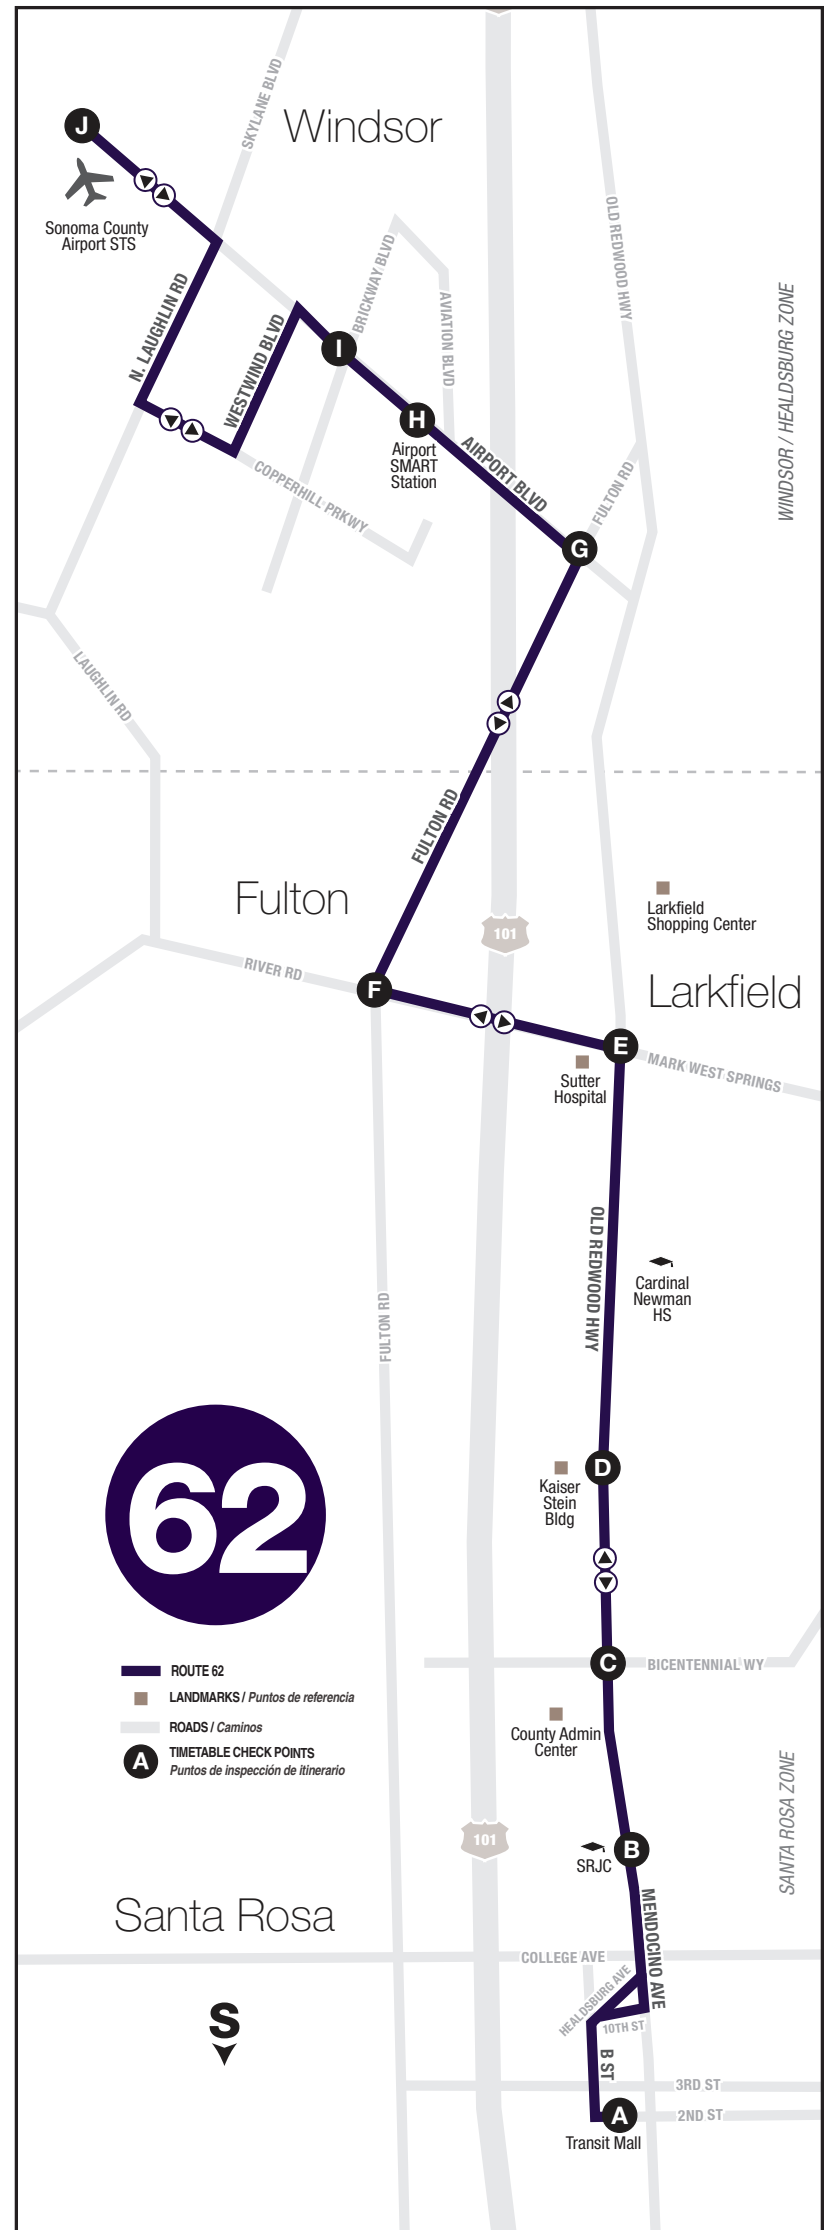 SKYLANE BLVD
Windsor
J
Sonoma County
Airport STS
OLD REDWOOD HWY
N. LAUGHLIN RD
WESTWIND BLVD
BRICKWAY BLVD
AVIATION BLVD
WINDSOR / HEALDSBURG ZONE
I
H
Airport
SMART
Station
AIRPORT BLVD
FULTON RD
COPPERHILL PRKWY
G
LAUGHLIN RD
FULTON RD
Fulton
Larkfield
Shopping Center
101
RIVER RD
F
Larkfield
E
MARK WEST SPRINGS
Sutter
Hospital
OLD REDWOOD HWY
Cardinal
Newman
HS
FULTON RD
62
D
Kaiser
Stein
Bldg
C
BICENTENNIAL WY
ROUTE 62
LANDMARKS / Puntos de referencia
ROADS / Caminos
A
TIMETABLE CHECK POINTS
Puntos de inspección de itinerario
County Admin
Center
101
B
SRJC
SANTA ROSA ZONE
Santa Rosa
MENDOCINO AVE
COLLEGE AVE
HEALDSBURG AVE
10TH ST
S
B ST
3RD ST
A
2ND ST
Transit Mall